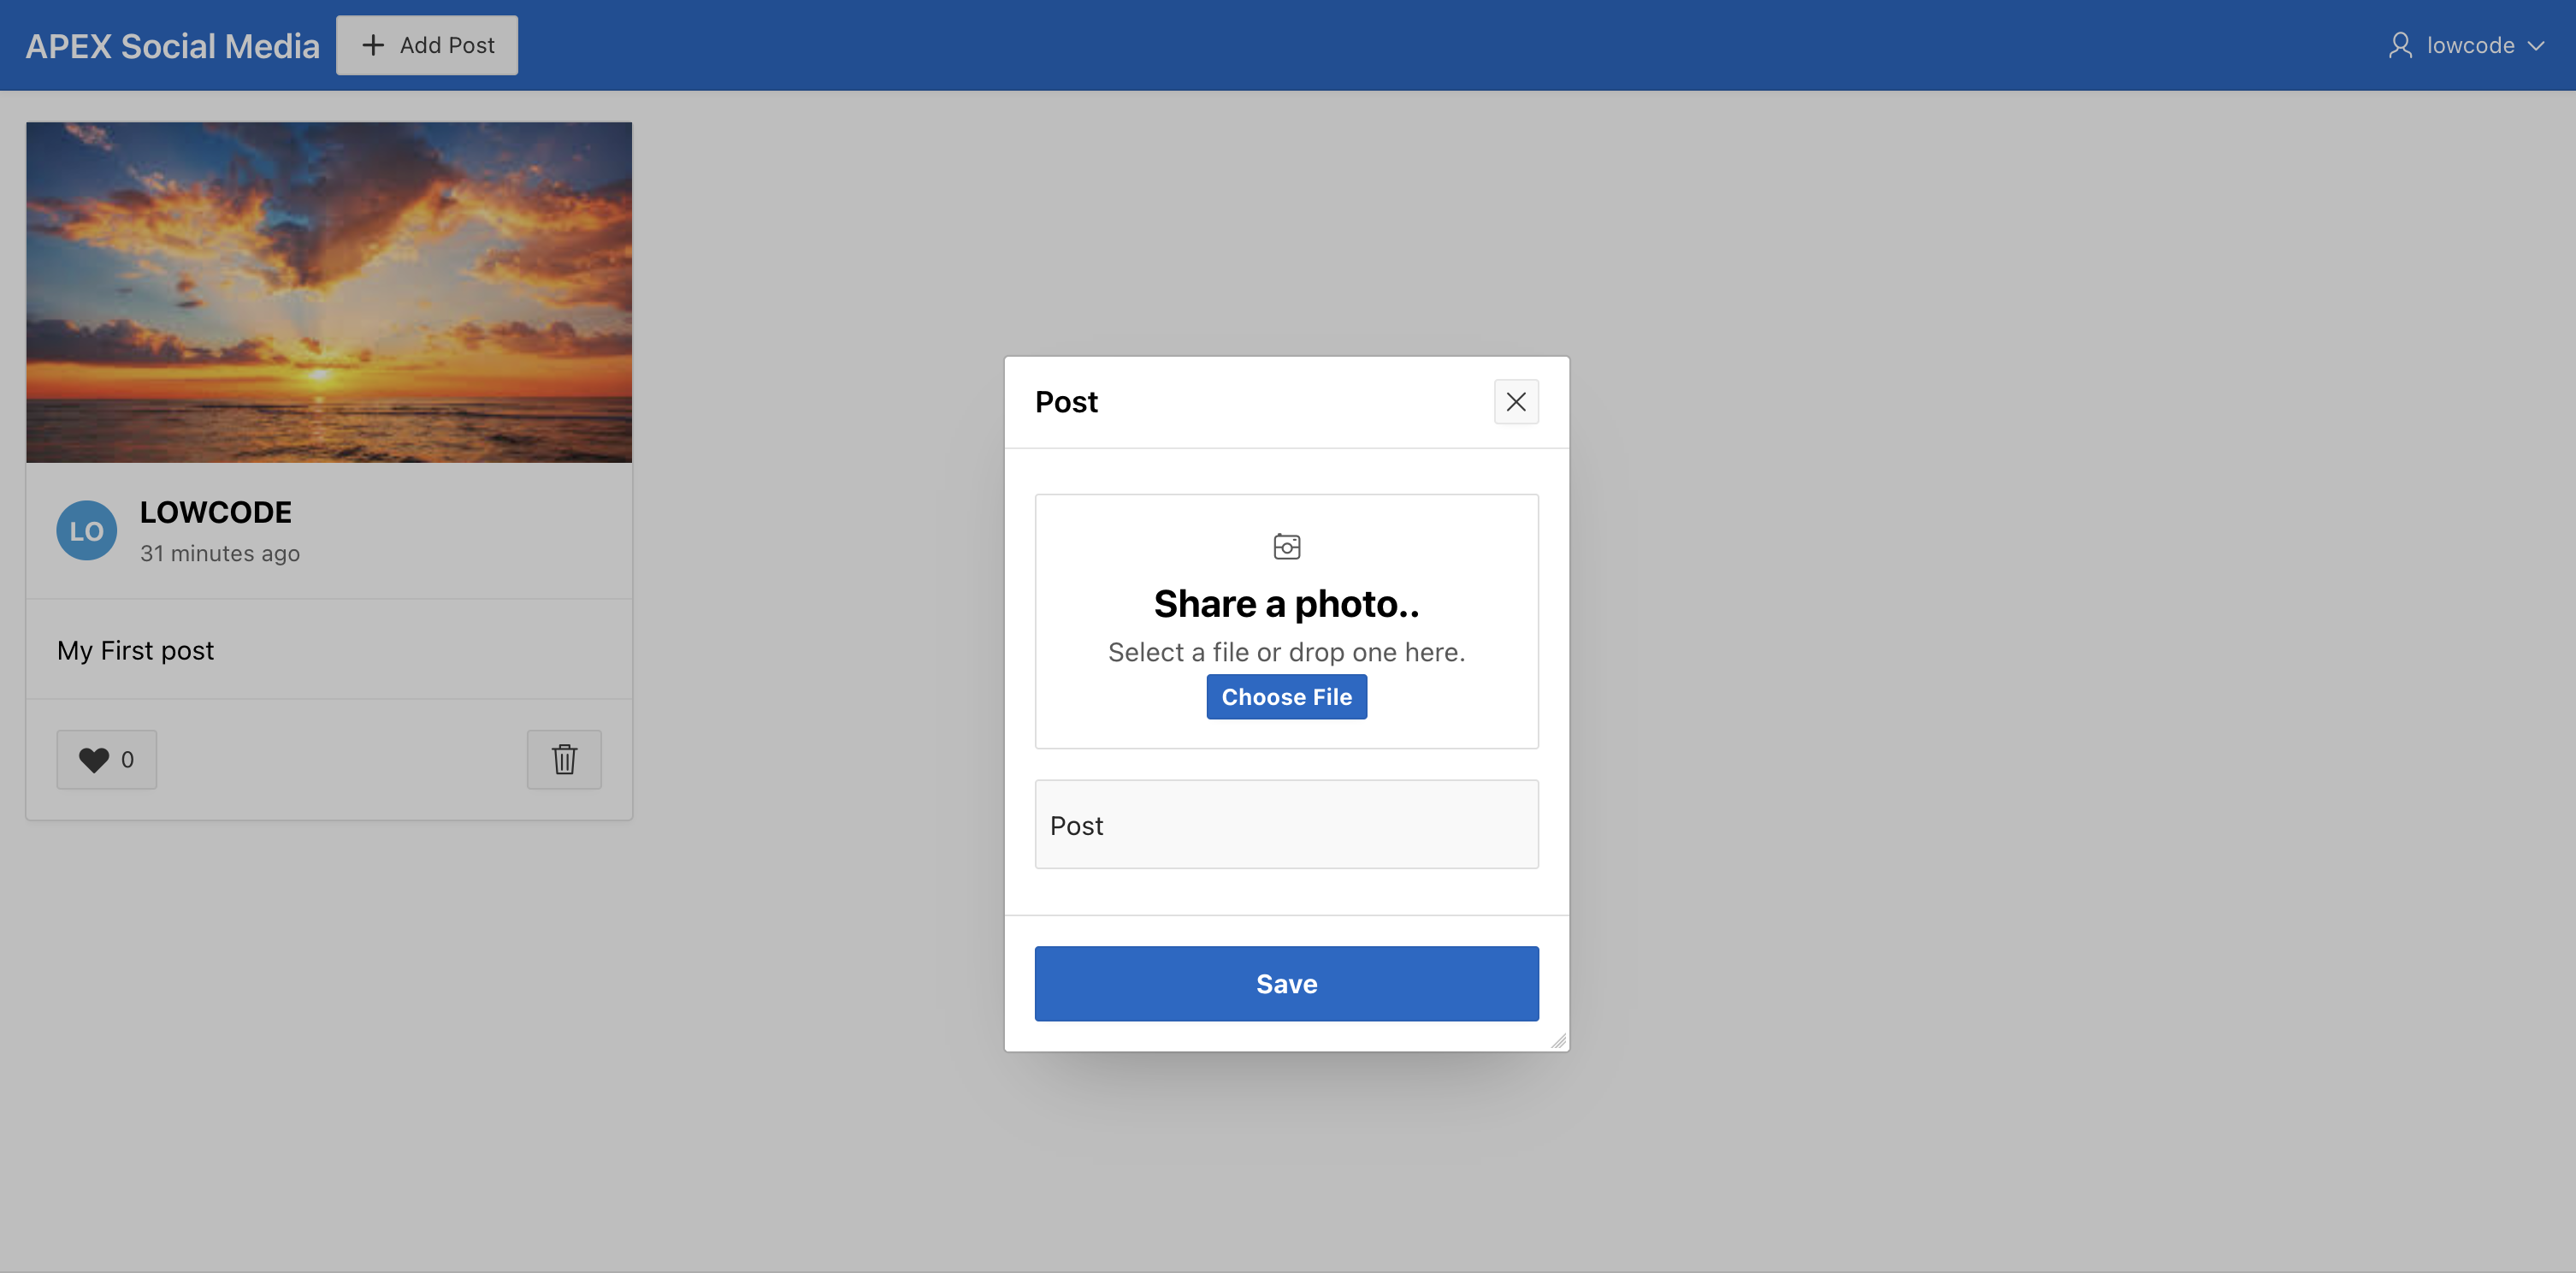 APEX Social Media
Add Post
lowcode
LO
LOWCODE
31 minutes ago
My First post
0
Post
Share a photo..
Select a file or drop one here.
Choose File
Post
Save